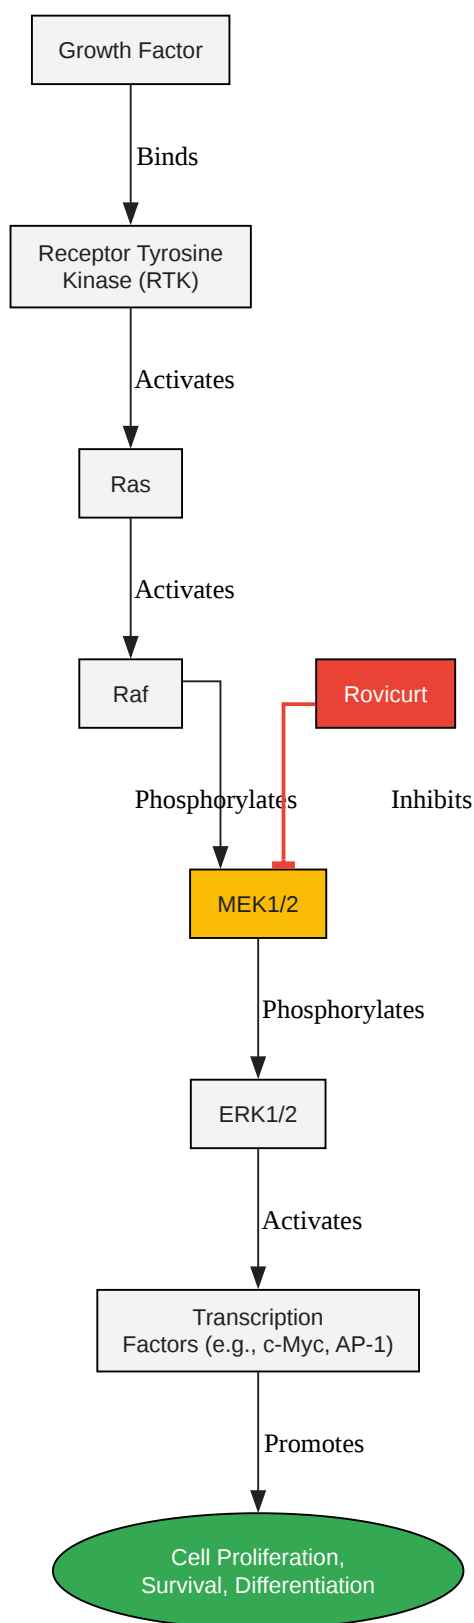 Growth Factor
Binds
Receptor Tyrosine
Kinase (RTK)
Activates
Ras
Activates
Raf
Rovicurt
Phosphorylates
Inhibits
MEK1/2
Phosphorylates
ERK1/2
Activates
Transcription
Factors (e.g., c-Myc, AP-1)
Promotes
Cell Proliferation,
Survival, Differentiation